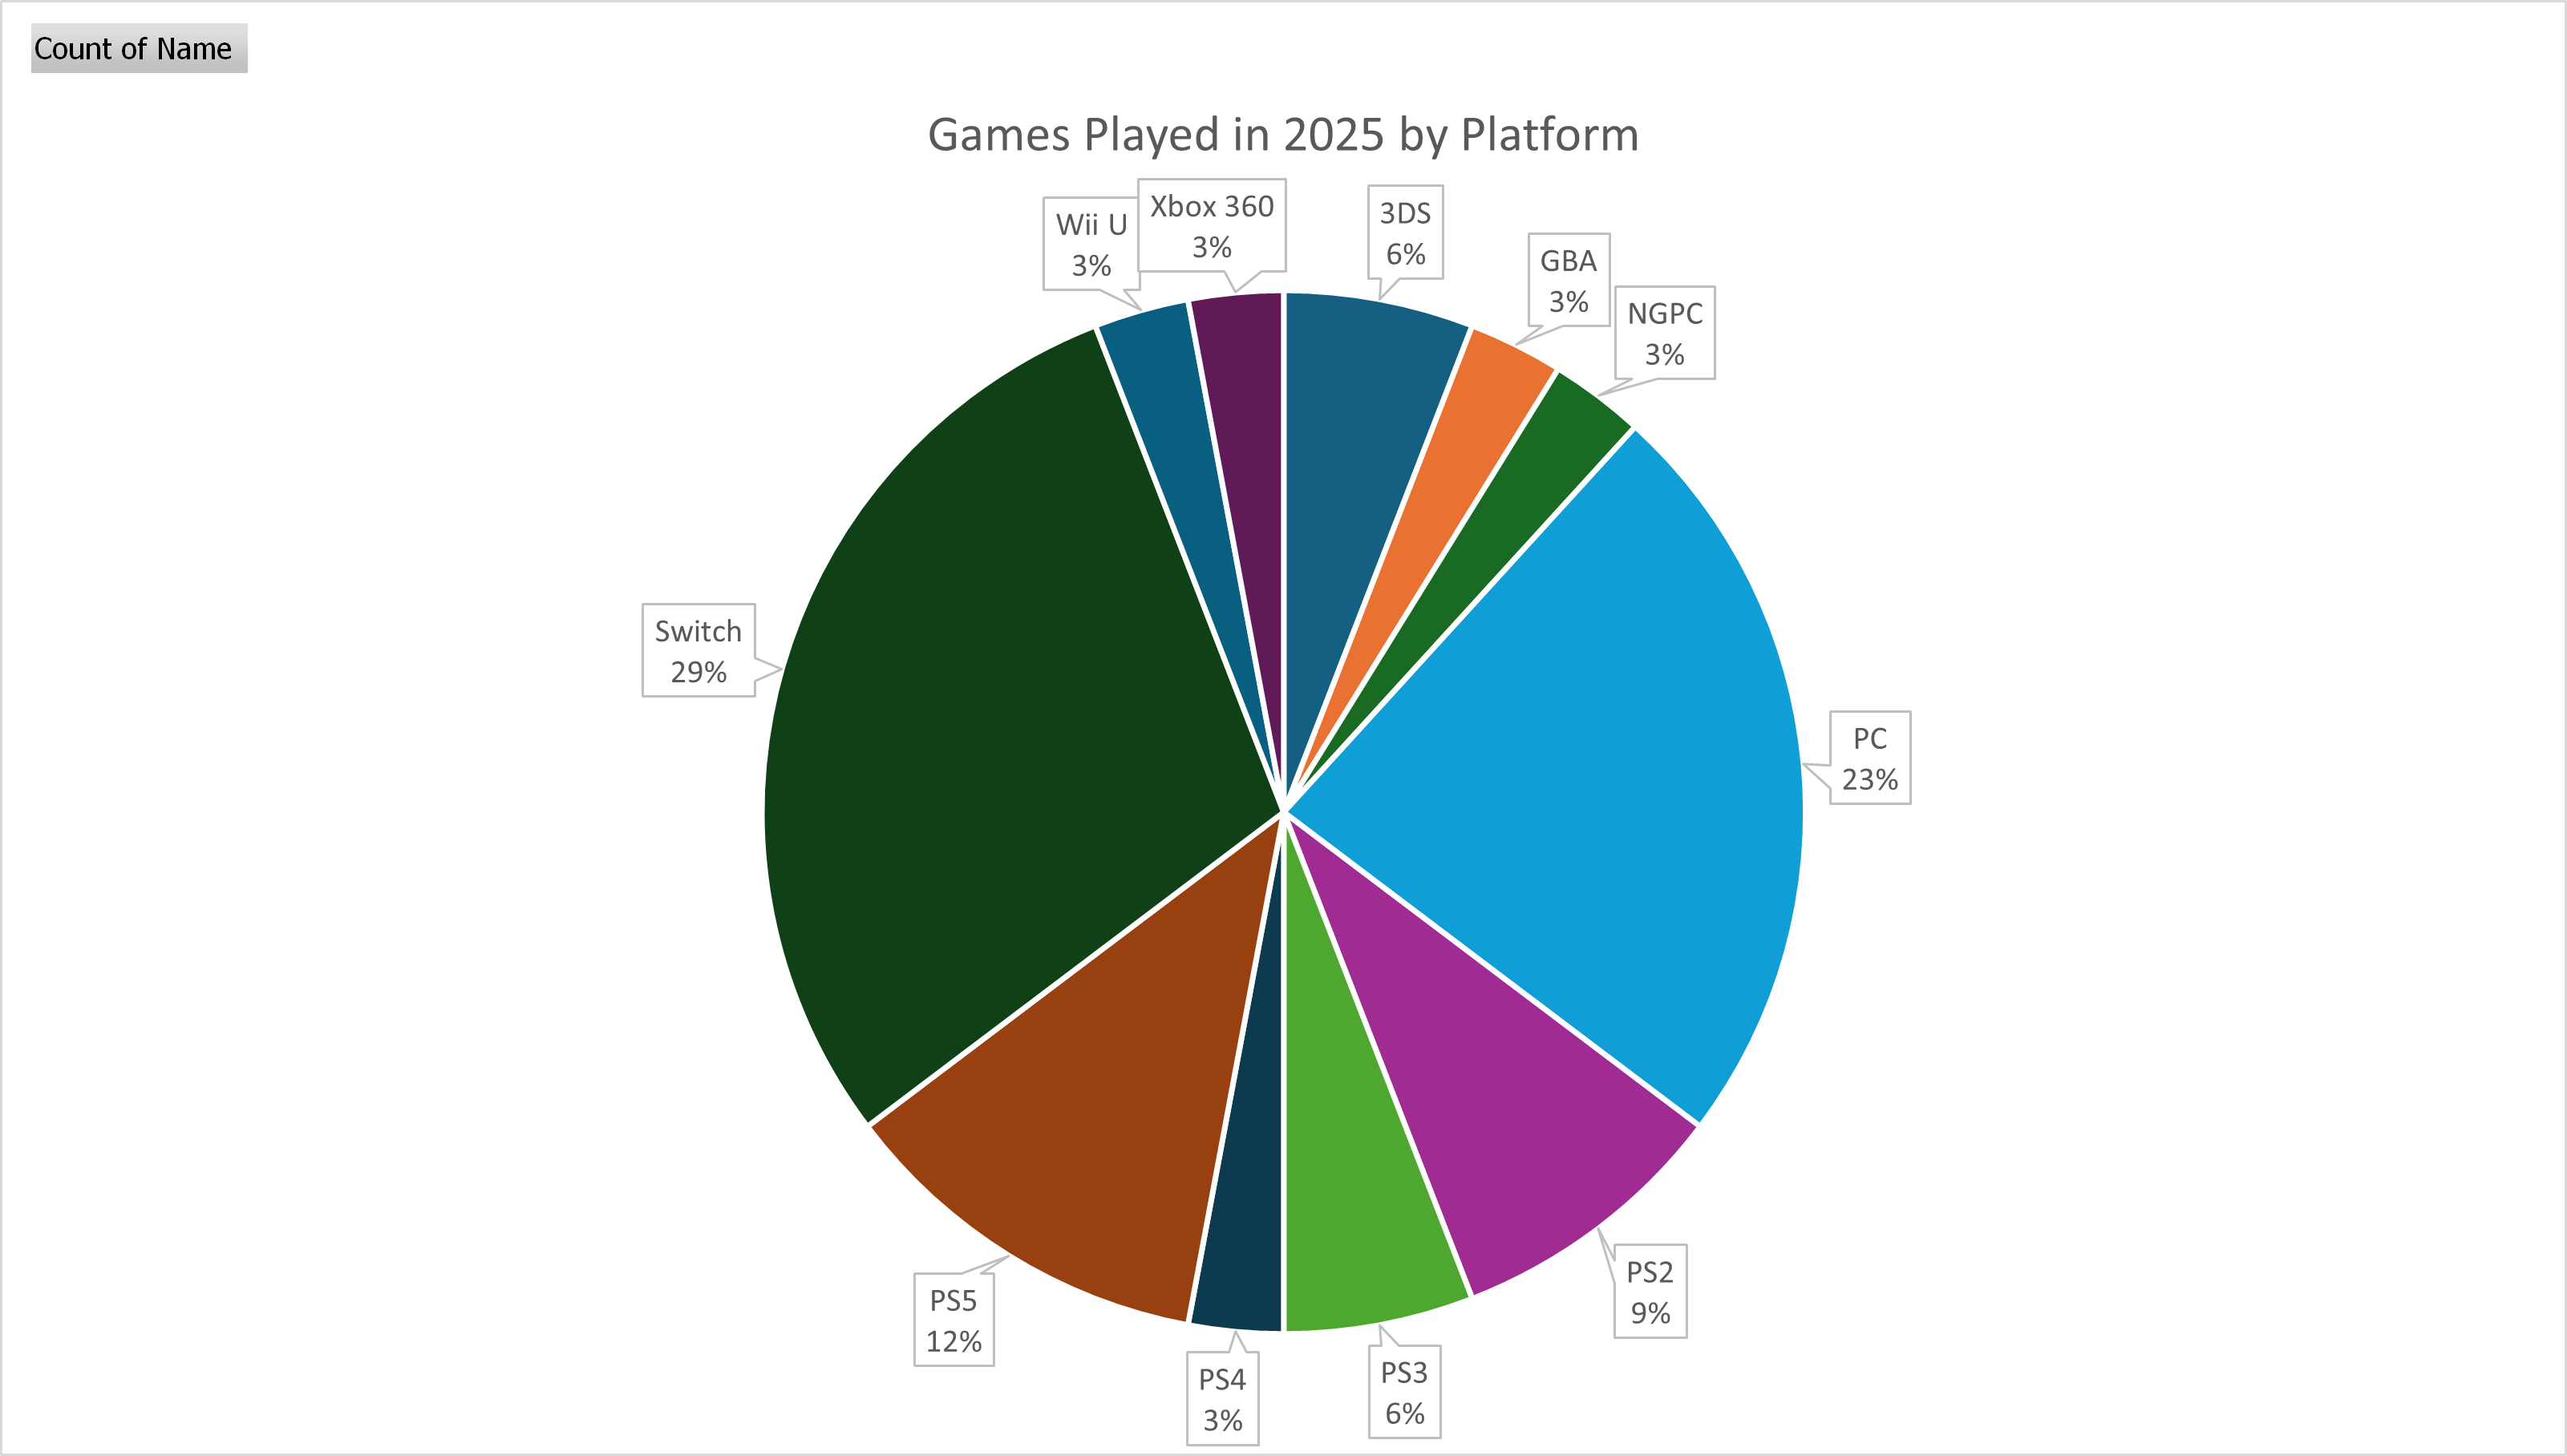 Count of Name
Games Played in 2025 by Platform
Wii U
3%
Xbox 360
3%
3DS
6%
GBA
3%
NGPC
3%
Switch
29%
PC
23%
PS2
9%
PS5
12%
PS4
3%
PS3
6%